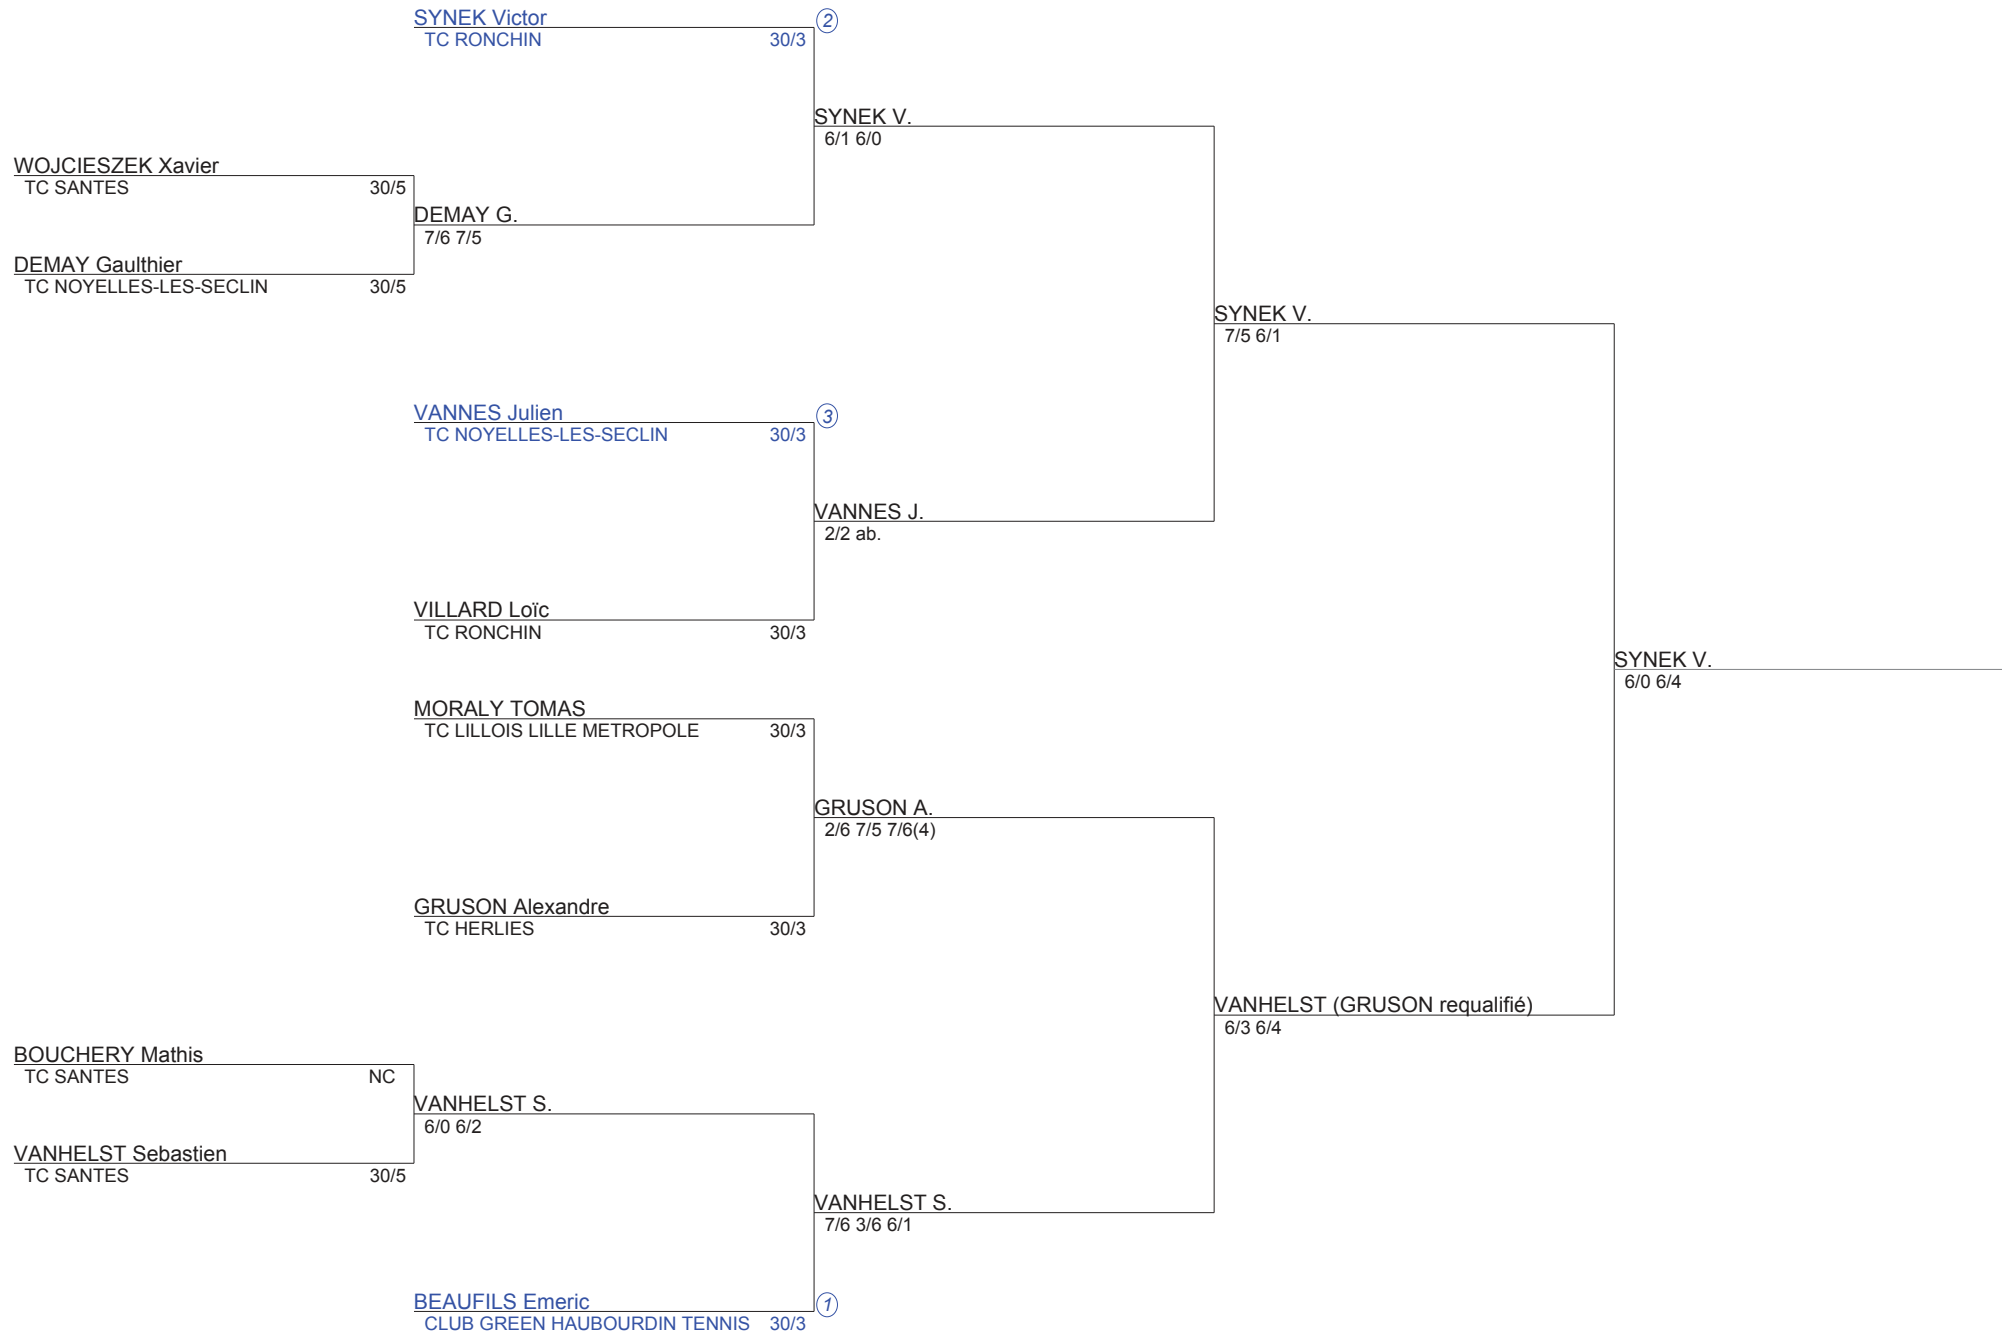 SYNEK Victor
2
TC RONCHIN 30/3
SYNEK V.
6/1 6/0
WOJCIESZEK Xavier
TC SANTES 30/5
DEMAY G.
7/6 7/5
DEMAY Gaulthier
TC NOYELLES-LES-SECLIN 30/5
SYNEK V.
7/5 6/1
VANNES Julien
3
TC NOYELLES-LES-SECLIN 30/3
VANNES J.
2/2 ab.
VILLARD Loïc
TC RONCHIN 30/3
SYNEK V.
6/0 6/4
MORALY TOMAS
TC LILLOIS LILLE METROPOLE 30/3
GRUSON A.
2/6 7/5 7/6(4)
GRUSON Alexandre
TC HERLIES 30/3
VANHELST (GRUSON requalifié)
6/3 6/4
BOUCHERY Mathis
TC SANTES NC
VANHELST S.
6/0 6/2
VANHELST Sebastien
TC SANTES 30/5
VANHELST S.
7/6 3/6 6/1
BEAUFILS Emeric
1
CLUB GREEN HAUBOURDIN TENNIS 30/3